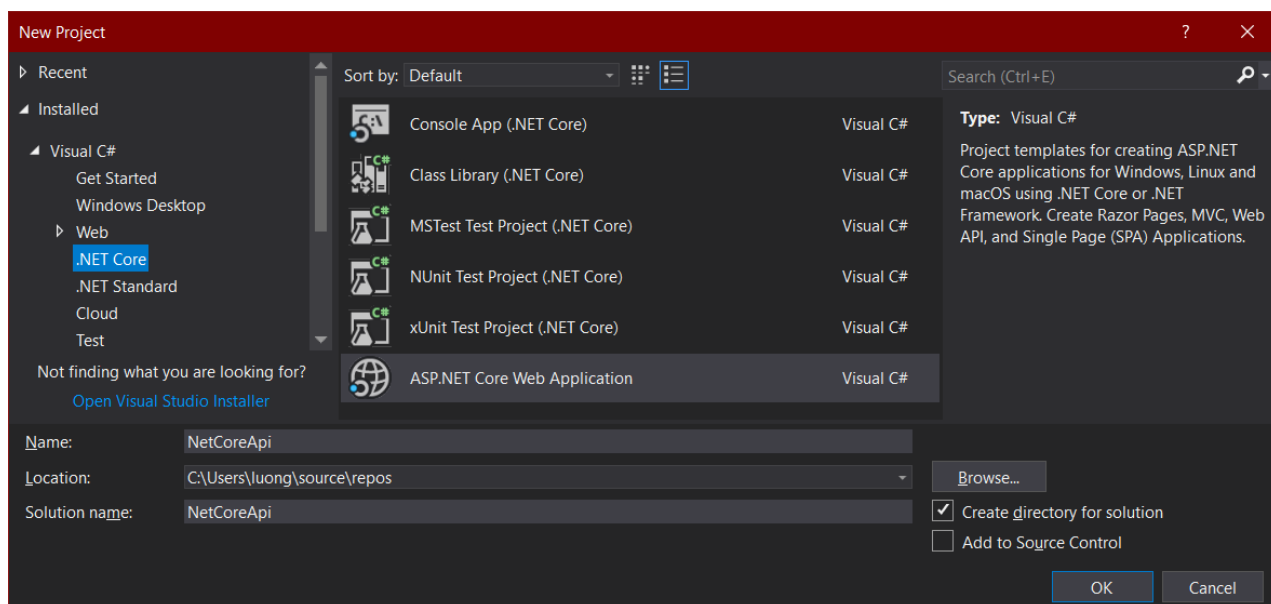 New Project
?
Recent
Installed
Visual C#
Get Started
Windows Desktop
Web
.NET Core
.NET Standard
Cloud
Test
Not finding what you are looking for?
Open Visual Studio Installer
Sort by: Default
Console App (.NET Core) Visual C#
Class Library (.NET Core) Visual C#
MSTest Test Project (.NET Core) Visual C#
NUnit Test Project (.NET Core) Visual C#
xUnit Test Project (.NET Core) Visual C#
ASP.NET Core Web Application Visual C#
Search (Ctrl+E)
Type: Visual C#
Project templates for creating ASP.NET
Core applications for Windows, Linux and
macOS using .NET Core or .NET
Framework. Create Razor Pages, MVC, Web
API, and Single Page (SPA) Applications.
Name: NetCoreApi
Location: C:\Users\luong\source\repos
Browse...
Solution name: NetCoreApi
Create directory for solution
Add to Source Control
OK Cancel